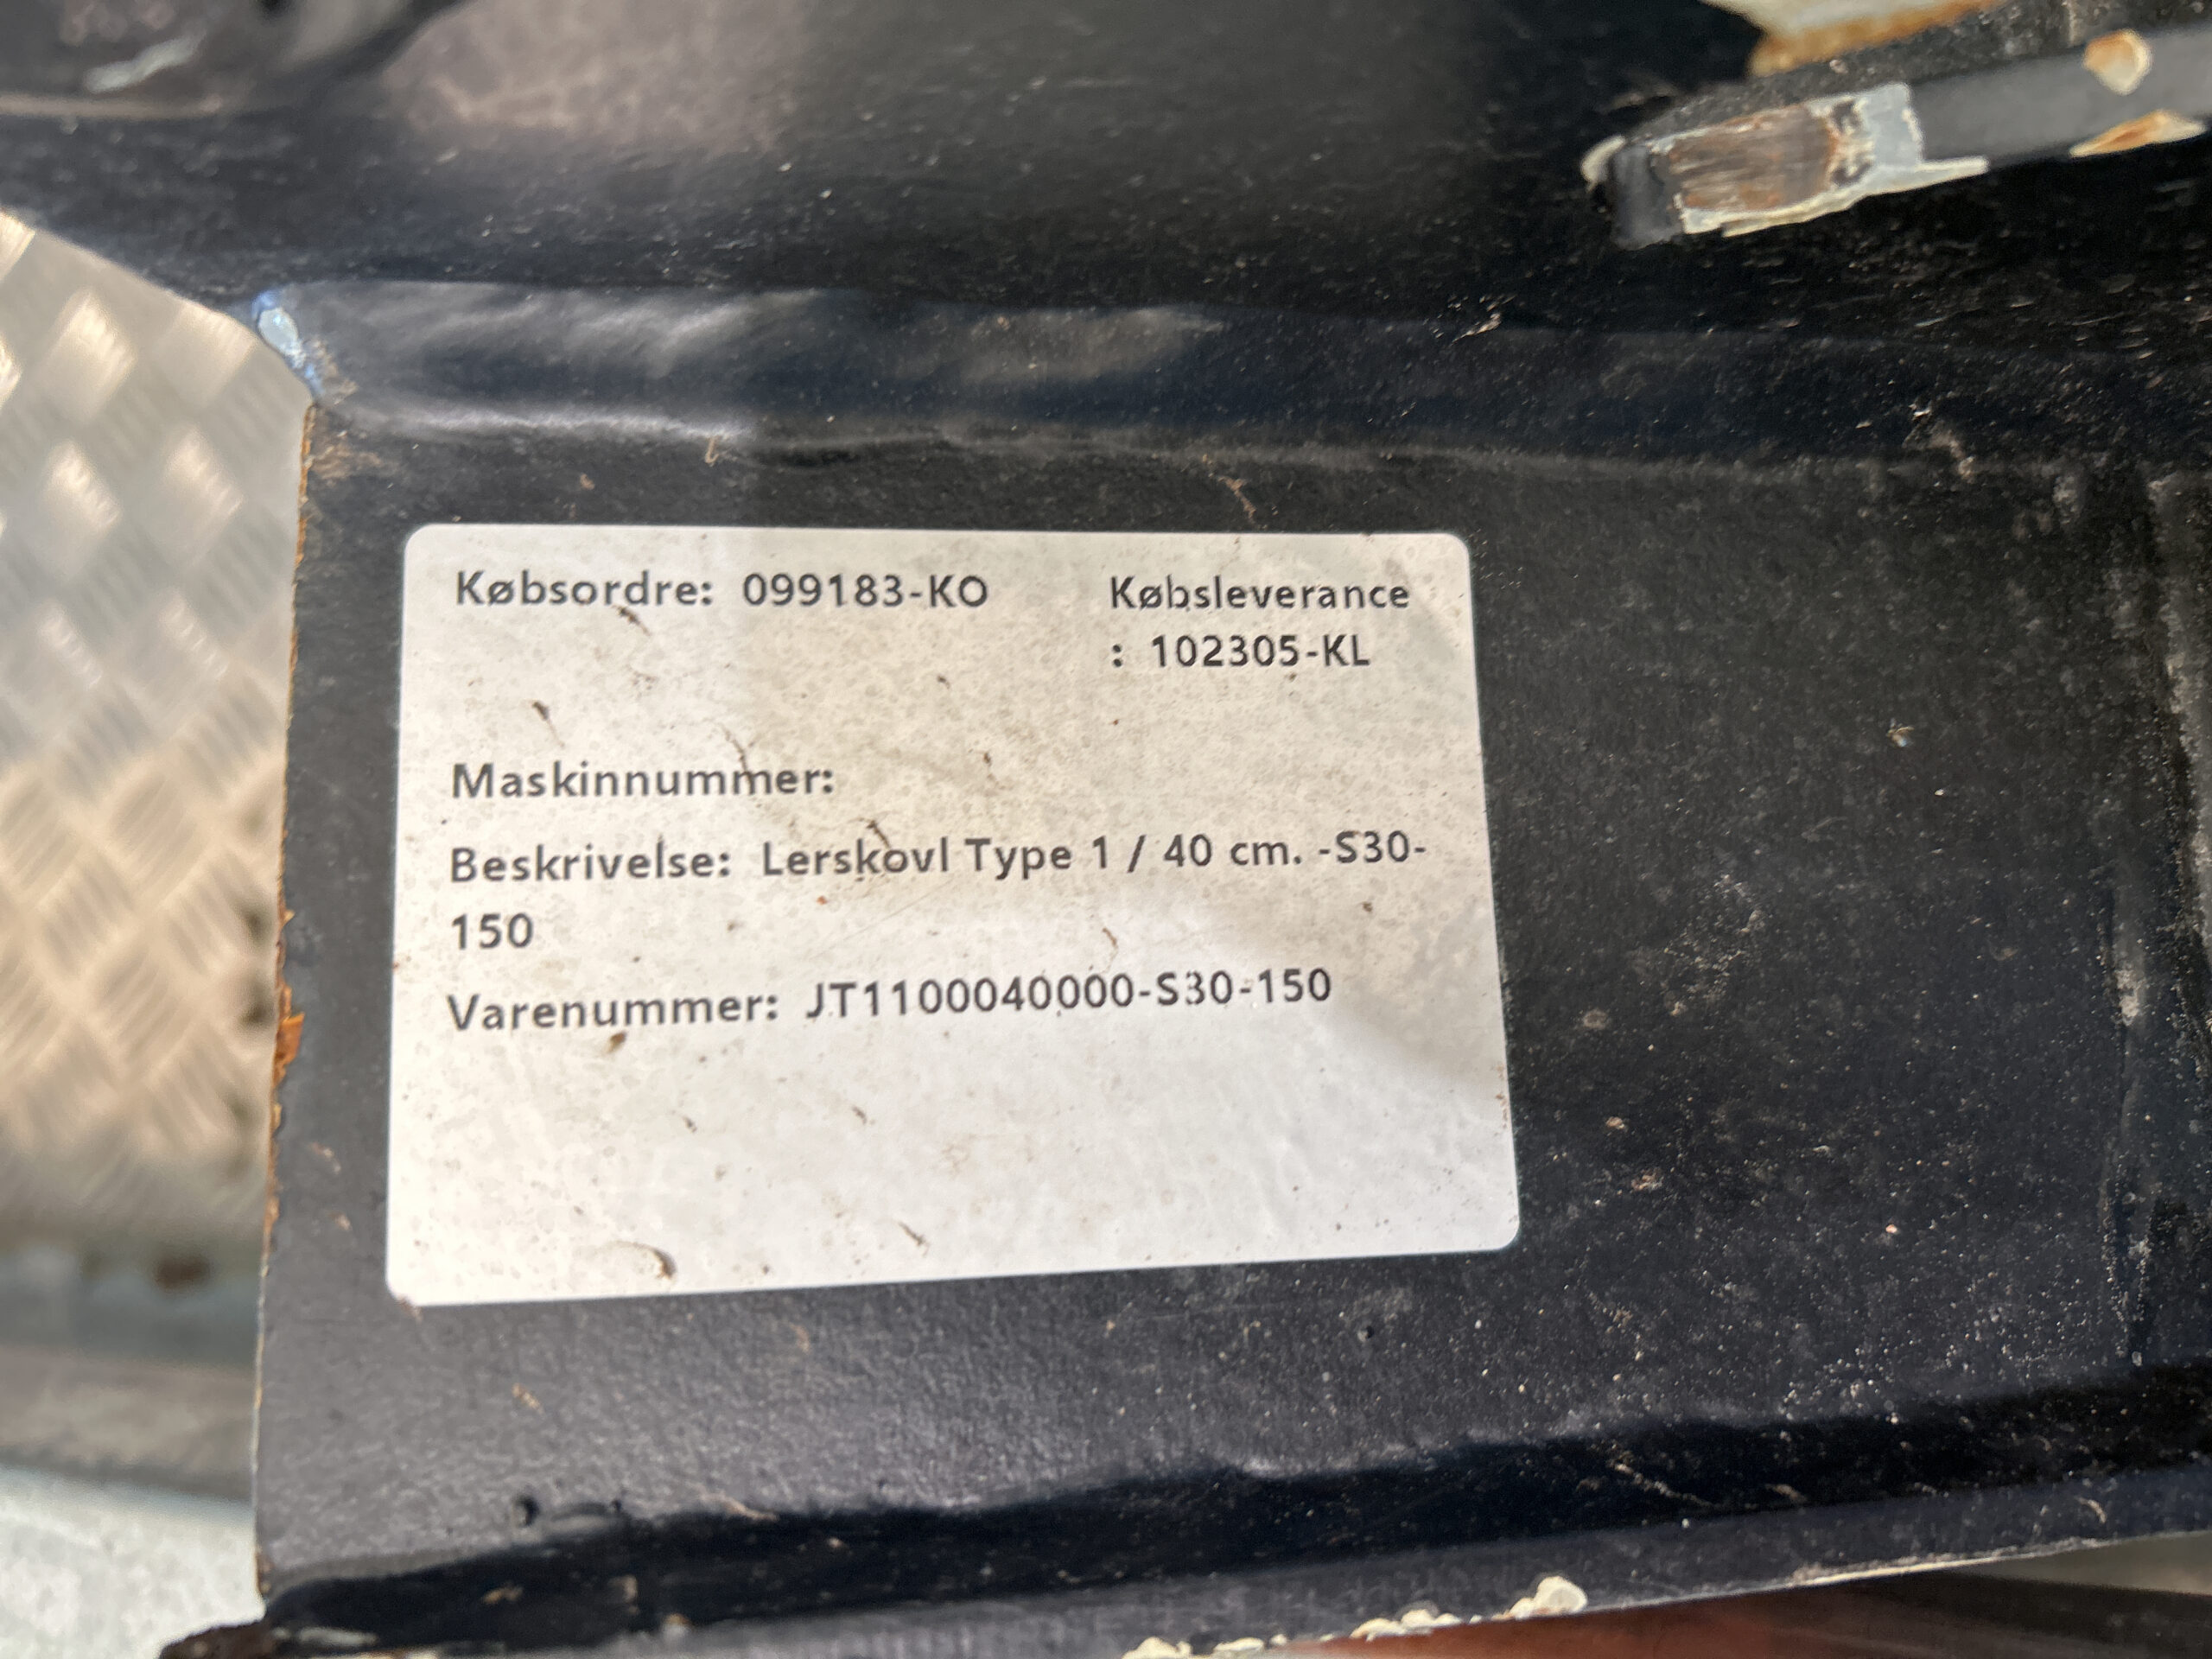 Købsordre: 099183-KO
Købsleverance
: 102305-KL
Maskinnummer:
Beskrivelse: Lerskovl Type 1 / 40 cm. -S30-
150
Varenummer: JT1100040000-S30-150